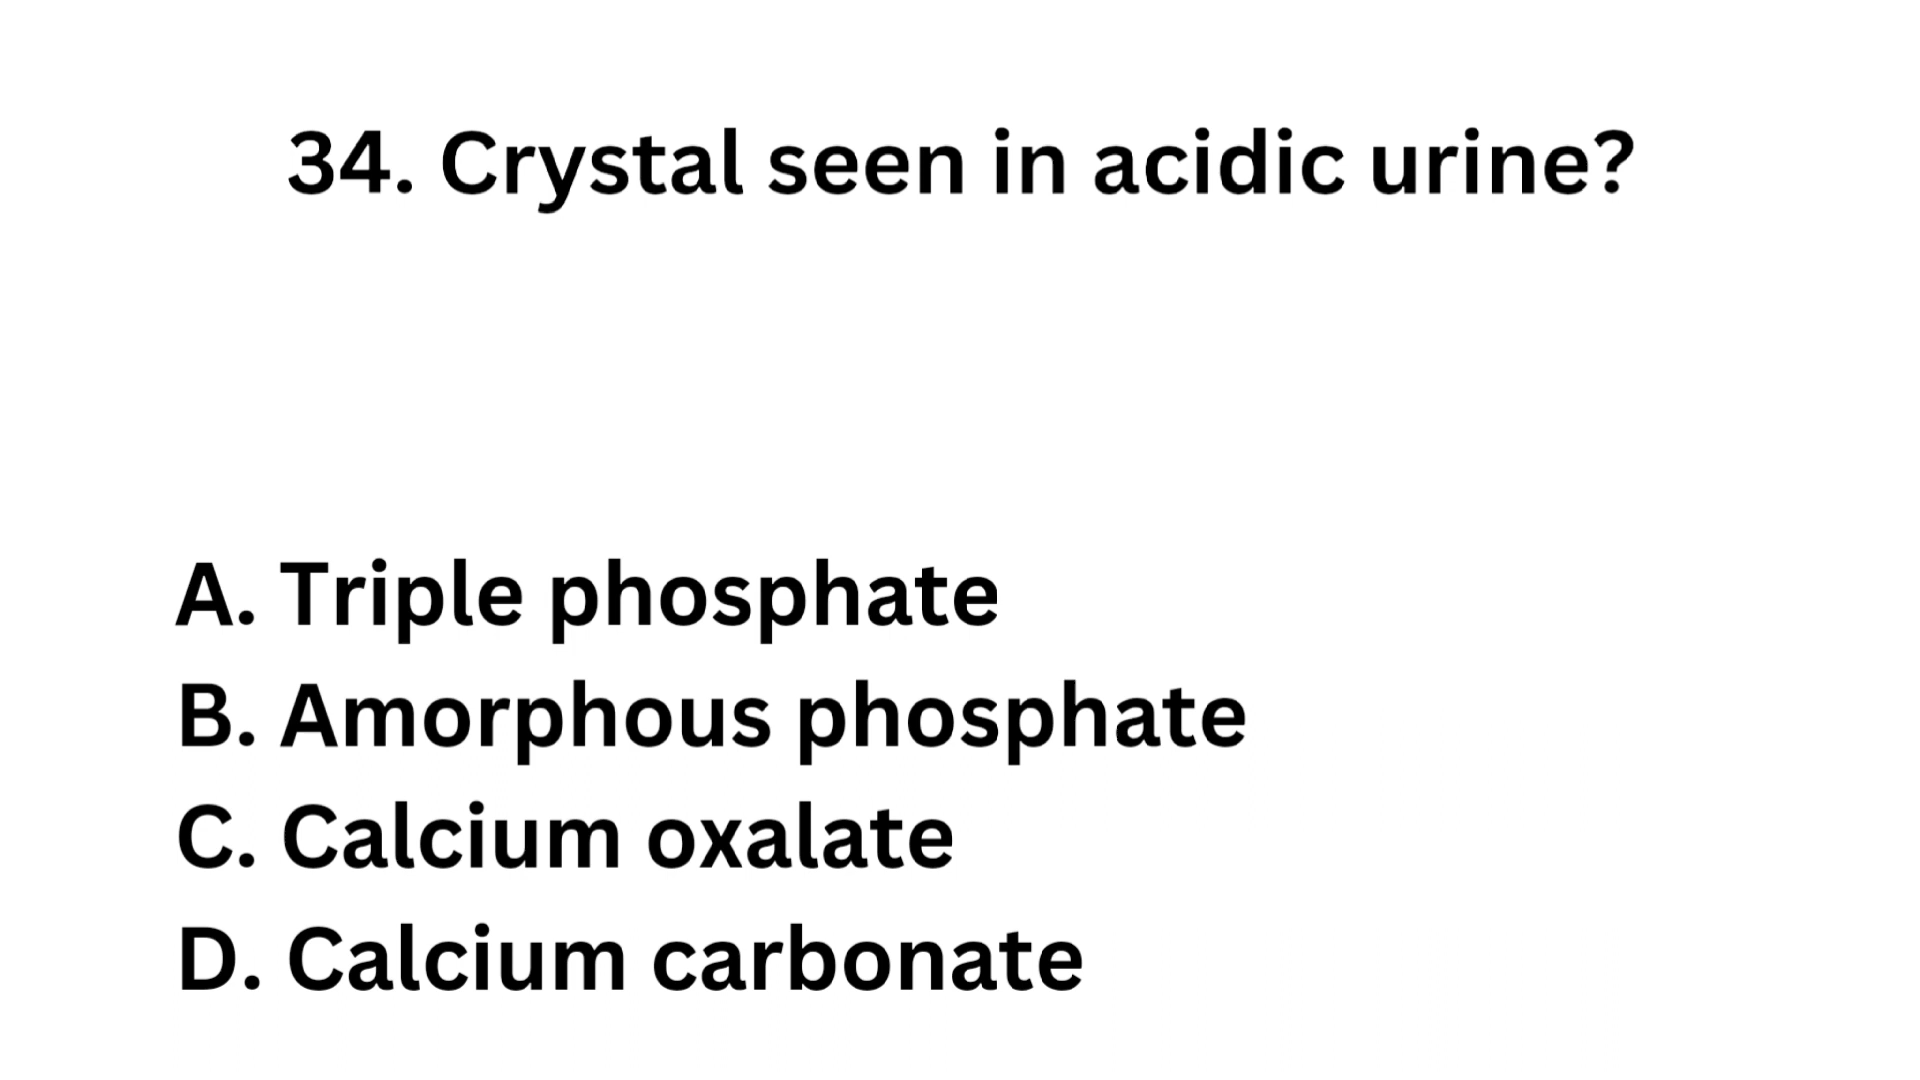 34. Crystal seen in acidic urine?
A. Triple phosphate
B. Amorphous phosphate
C. Calcium oxalate
D. Calcium carbonate